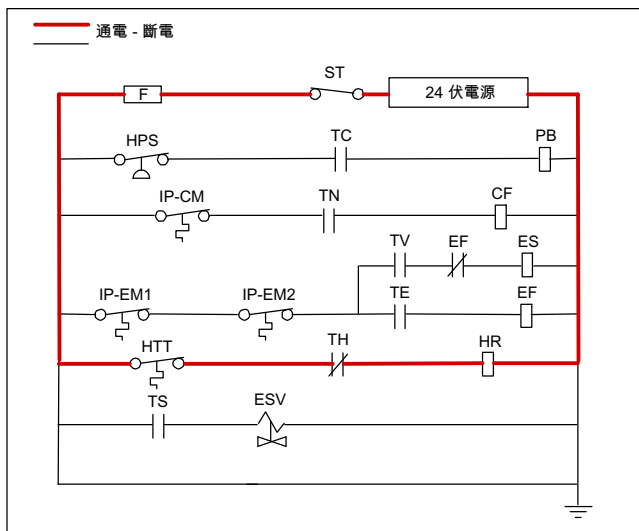 通電 - 斷電
ST
F
24 伏電源
HPS
TC
PB
IP-CM
TN
CF
TV
EF
ES
IP-EM1
IP-EM2
TE
EF
HTT
TH
HR
TS
ESV